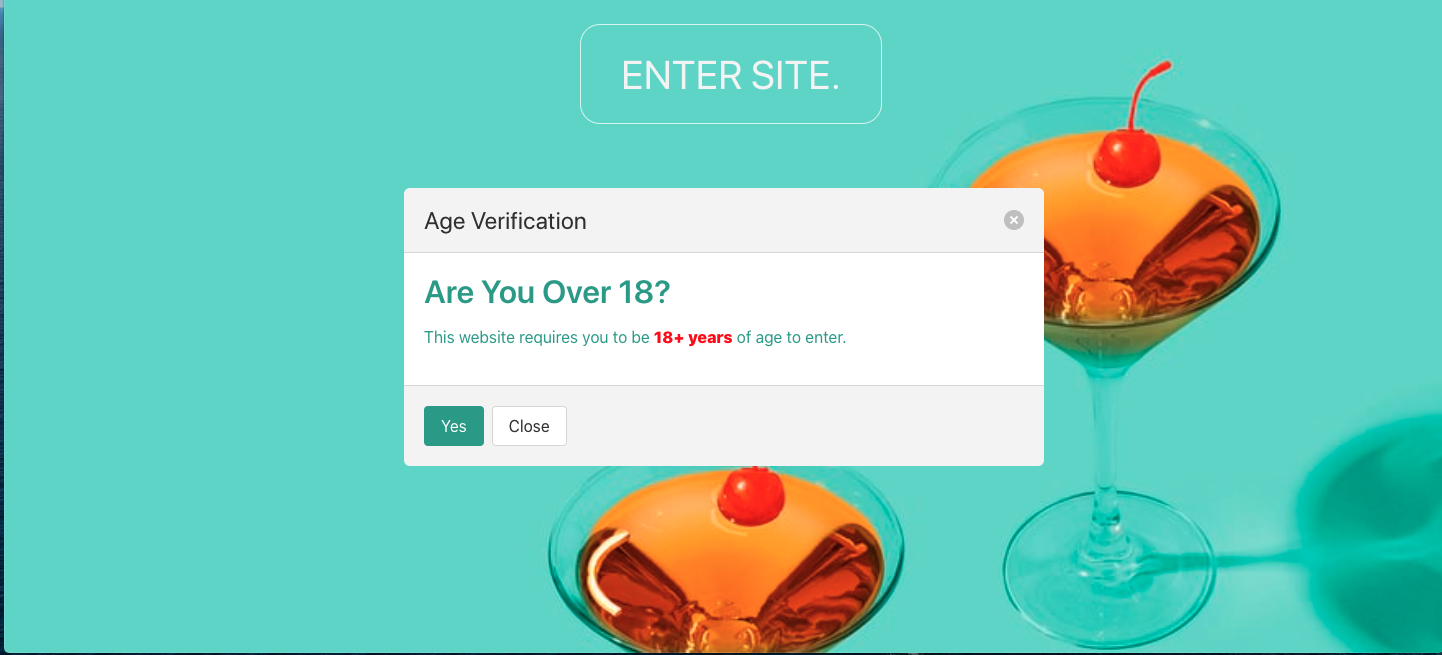 ENTER SITE.
Age Verification
Are You Over 18?
This website requires you to be 18+ years of age to enter.
Yes
Close